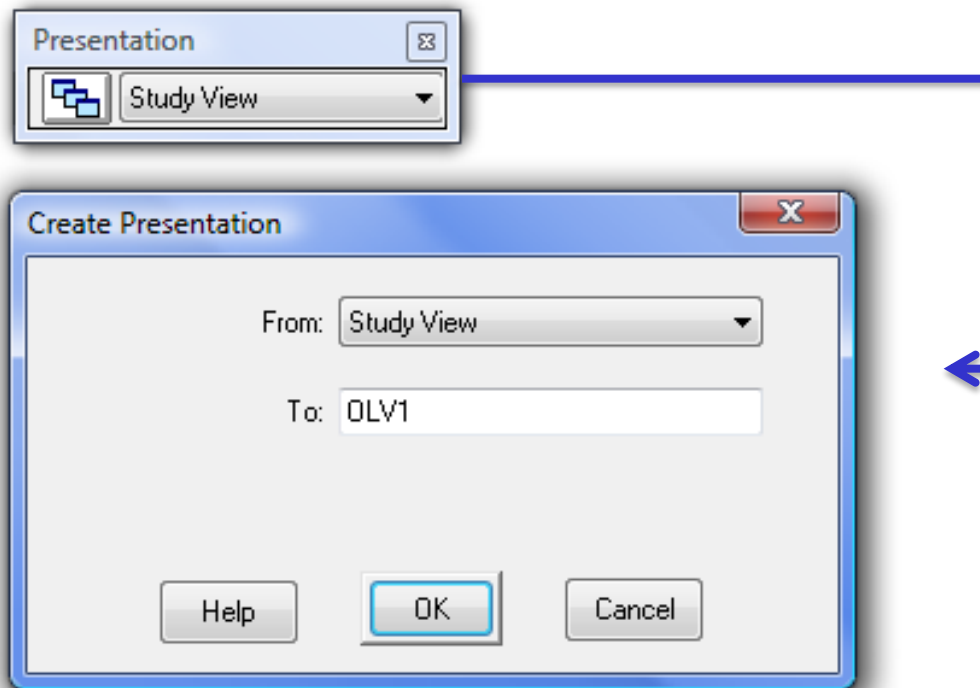 Presentation
Study View
Create Presentation
From: Study View
To: OLV1
Help OK Cancel